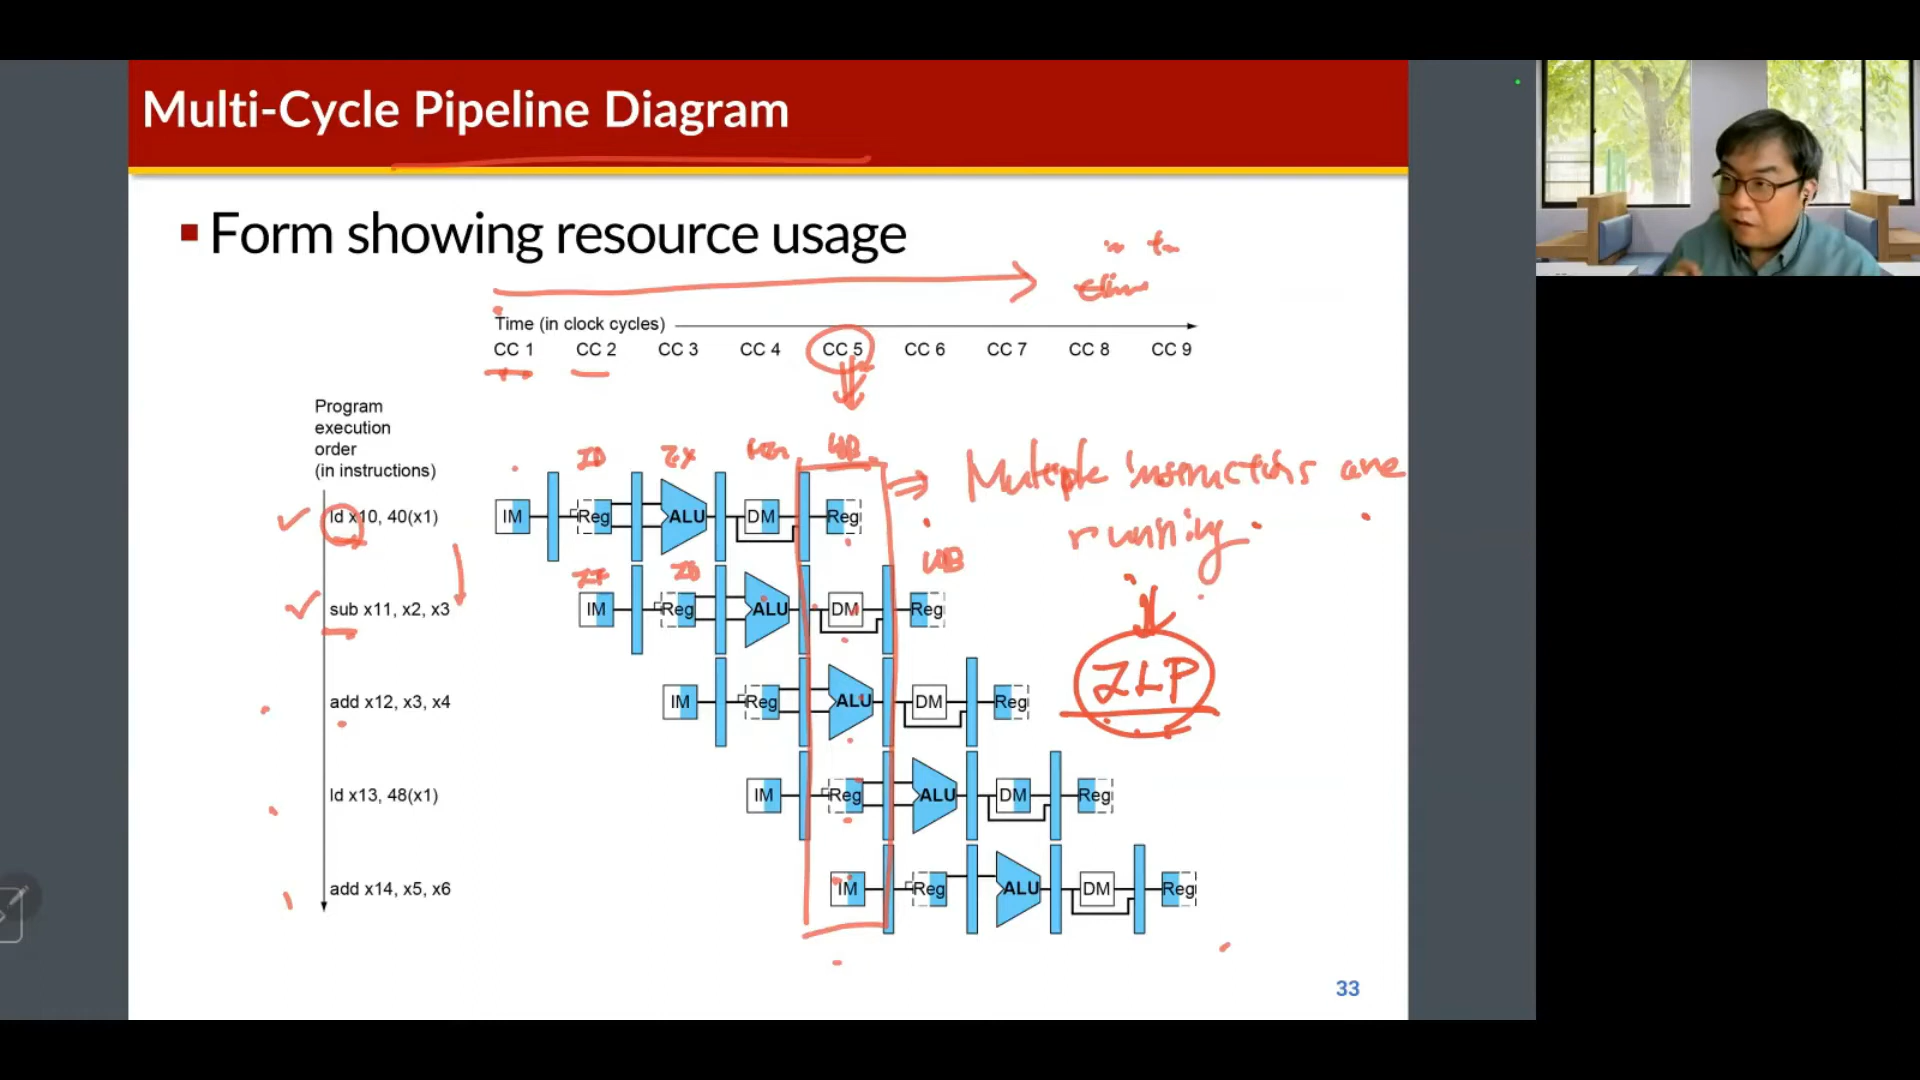 Multi-Cycle Pipeline Diagram
Form showing resource usage
Time (in clock cycles)
CC 1 CC 2 CC 3 CC 4 CC 5 CC 6 CC 7 CC 8 CC 9
Program
execution
order
(in instructions)
ID EX WB
Multiple instructions are
running
ld x10, 40(x1) IM Reg ALU DM Reg
IF ID WB
sub x11, x2, x3 IM Reg ALU DM Reg
ILP
add x12, x3, x4 IM Reg ALU DM Reg
ld x13, 48(x1) IM Reg ALU DM Reg
add x14, x5, x6 IM Reg ALU DM Reg
33